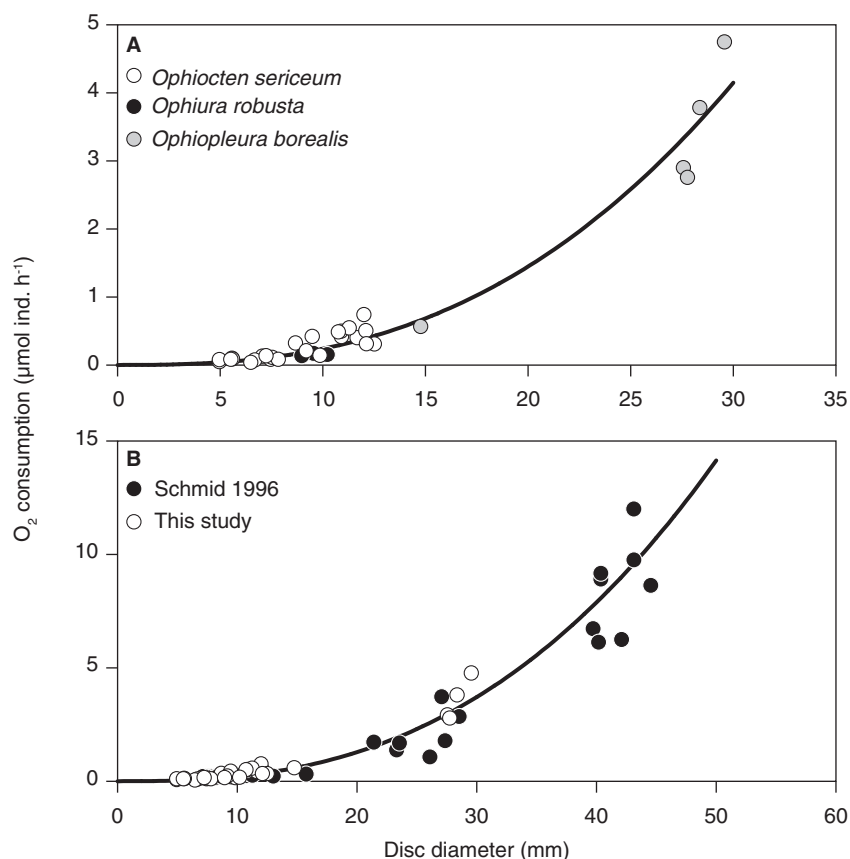 A
Ophiocten sericeum
Ophiura robusta
Ophiopleura borealis
5
4
3
2
1
0
0 5 10 15 20 25 30 35
O₂ consumption (µmol ind. h⁻¹)
B
Schmid 1996
This study
15
10
5
0
0 10 20 30 40 50 60
Disc diameter (mm)